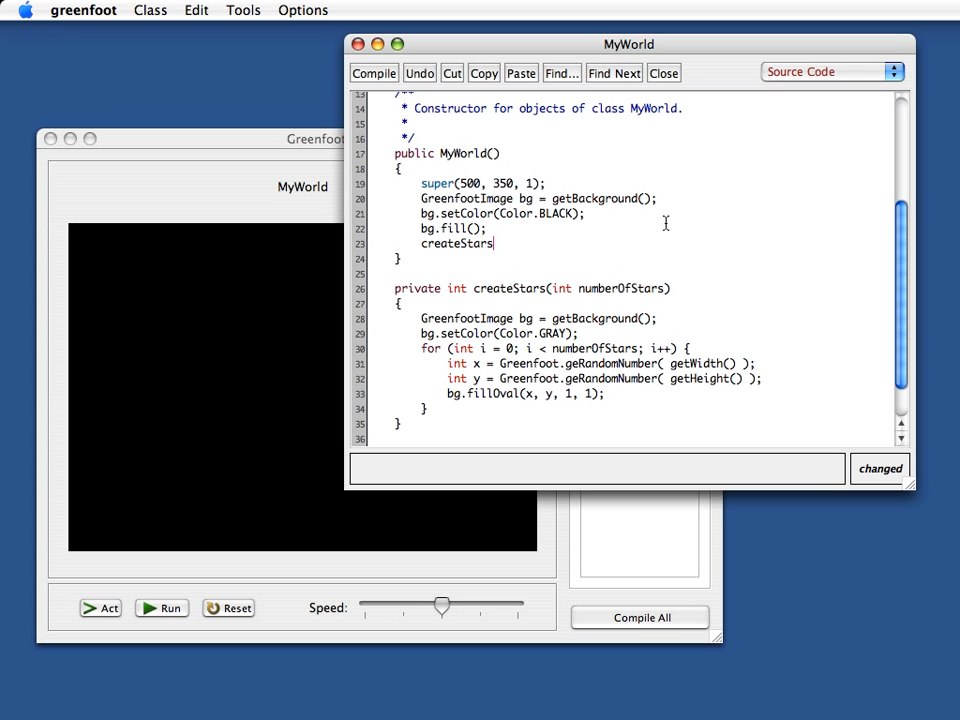 greenfoot Class Edit Tools Options
MyWorld
Compile Undo Cut Copy Paste Find... Find Next Close Source Code
13 /**
14 * Constructor for objects of class MyWorld.
15 *
16 */
17 public MyWorld()
18 {
19 super(500, 350, 1);
20 GreenfootImage bg = getBackground();
21 bg.setColor(Color.BLACK);
22 bg.fill();
23 createStars
24 }
25
26 private int createStars(int numberOfStars)
27 {
28 GreenfootImage bg = getBackground();
29 bg.setColor(Color.GRAY);
30 for (int i = 0; i < numberOfStars; i++) {
31 int x = Greenfoot.geRandomNumber( getWidth() );
32 int y = Greenfoot.geRandomNumber( getHeight() );
33 bg.fillOval(x, y, 1, 1);
34 }
35 }
36
changed
Greenfoot
MyWorld
Act Run Reset Speed:
Compile All